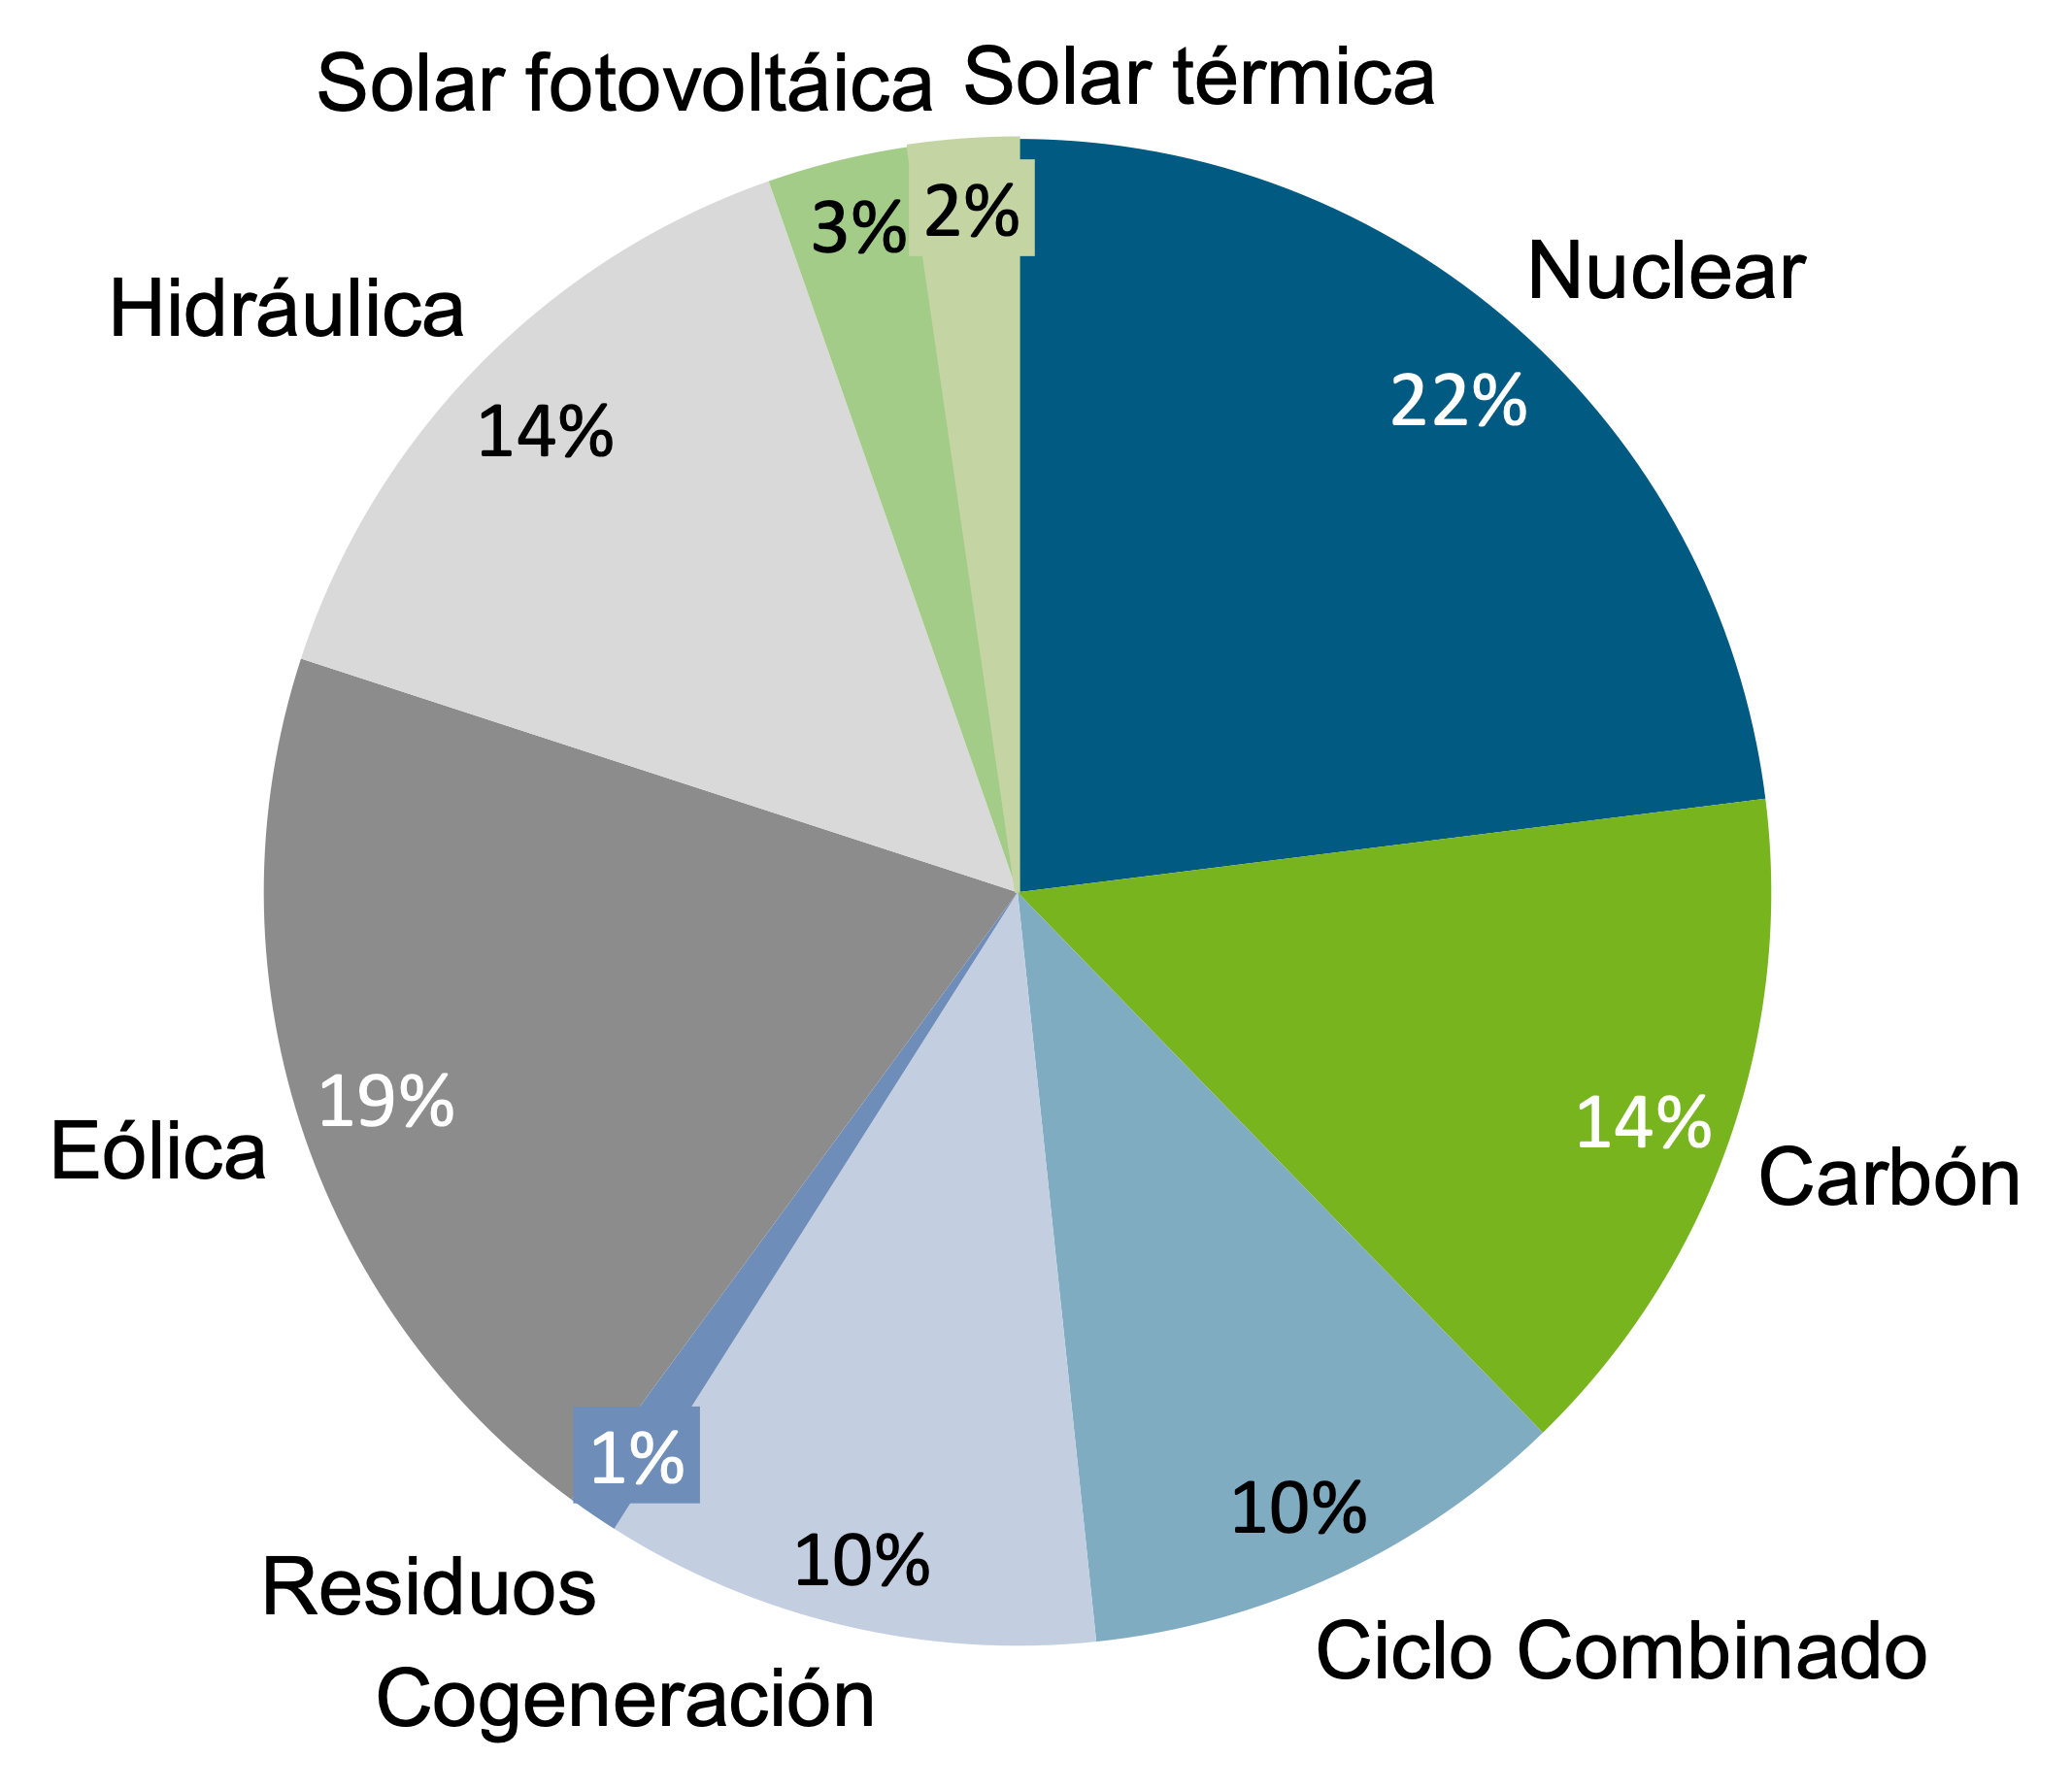 Solar fotovoltáica
Solar térmica
3%
2%
Nuclear
22%
Hidráulica
14%
Eólica
19%
14%
Carbón
1%
10%
10%
Residuos
Cogeneración
Ciclo Combinado